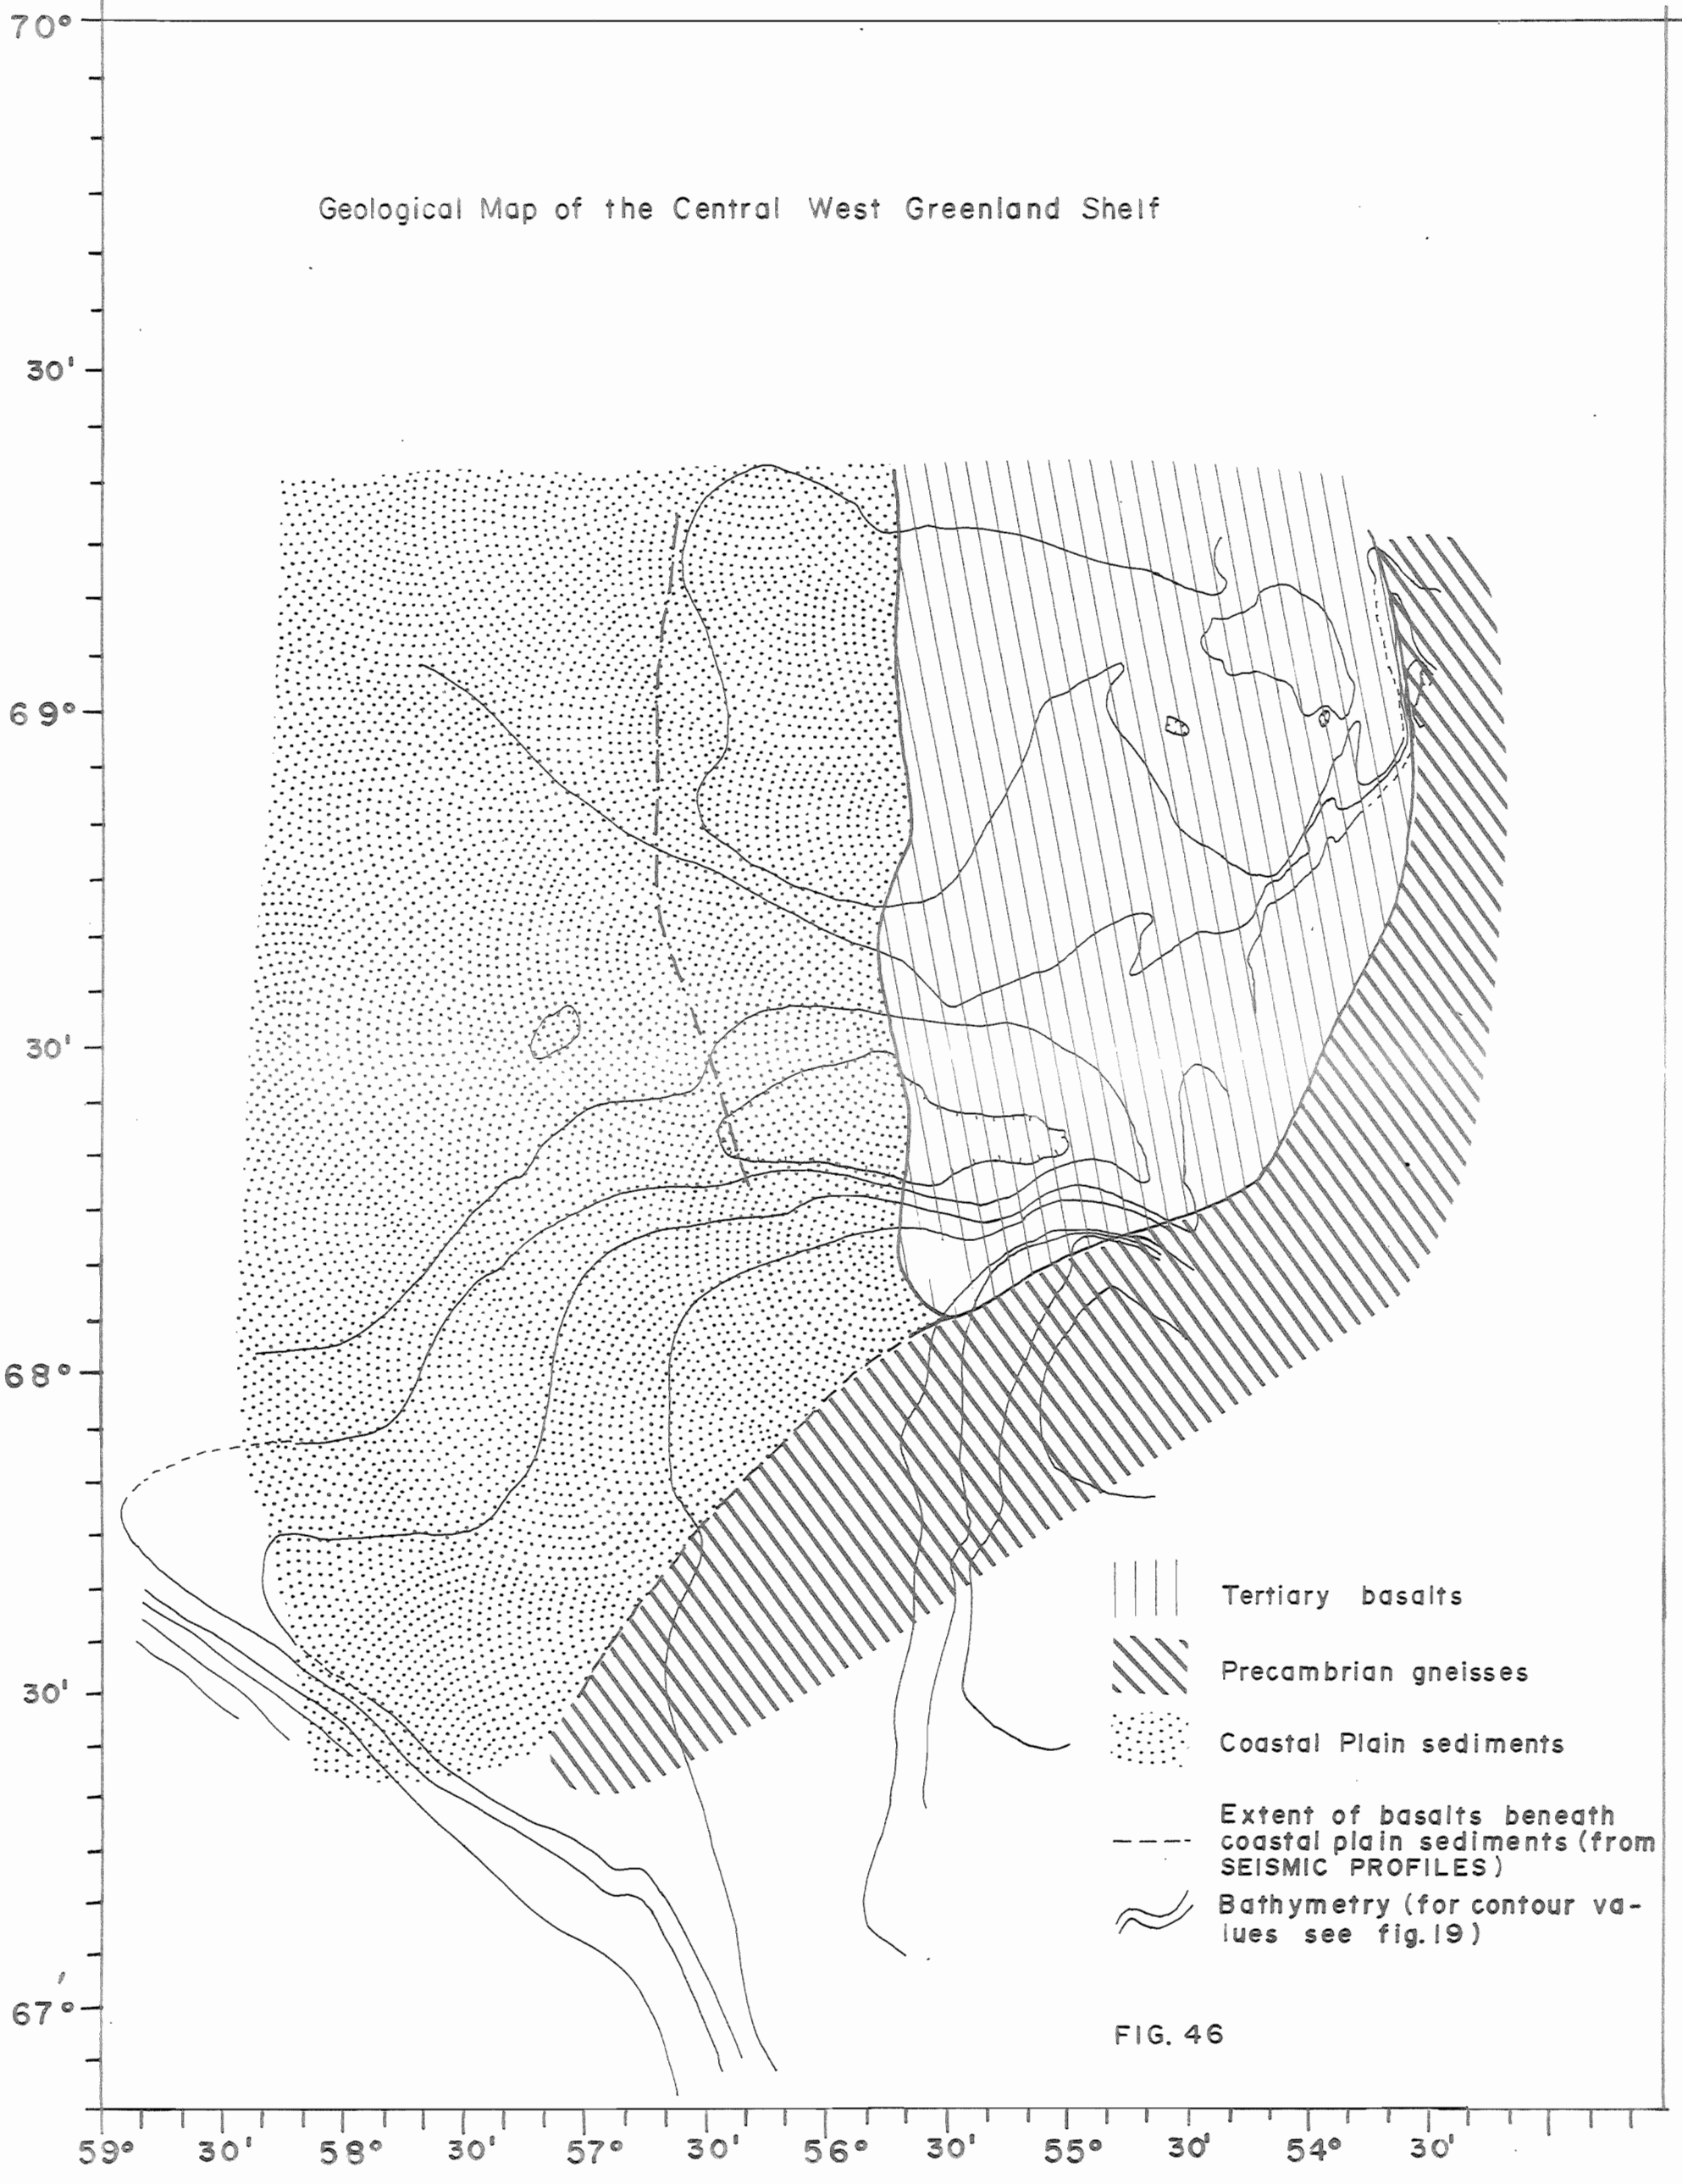 70°
Geological Map of the Central West Greenland Shelf
30'
69°
30'
68°
Tertiary basalts
Precambrian gneisses
30'
Coastal Plain sediments
Extent of basalts beneath
coastal plain sediments (from
SEISMIC PROFILES)
Bathymetry (for contour va-
lues see fig.19)
67°
FIG. 46
59° 30' 58° 30' 57° 30' 56° 30' 55° 30' 54° 30'